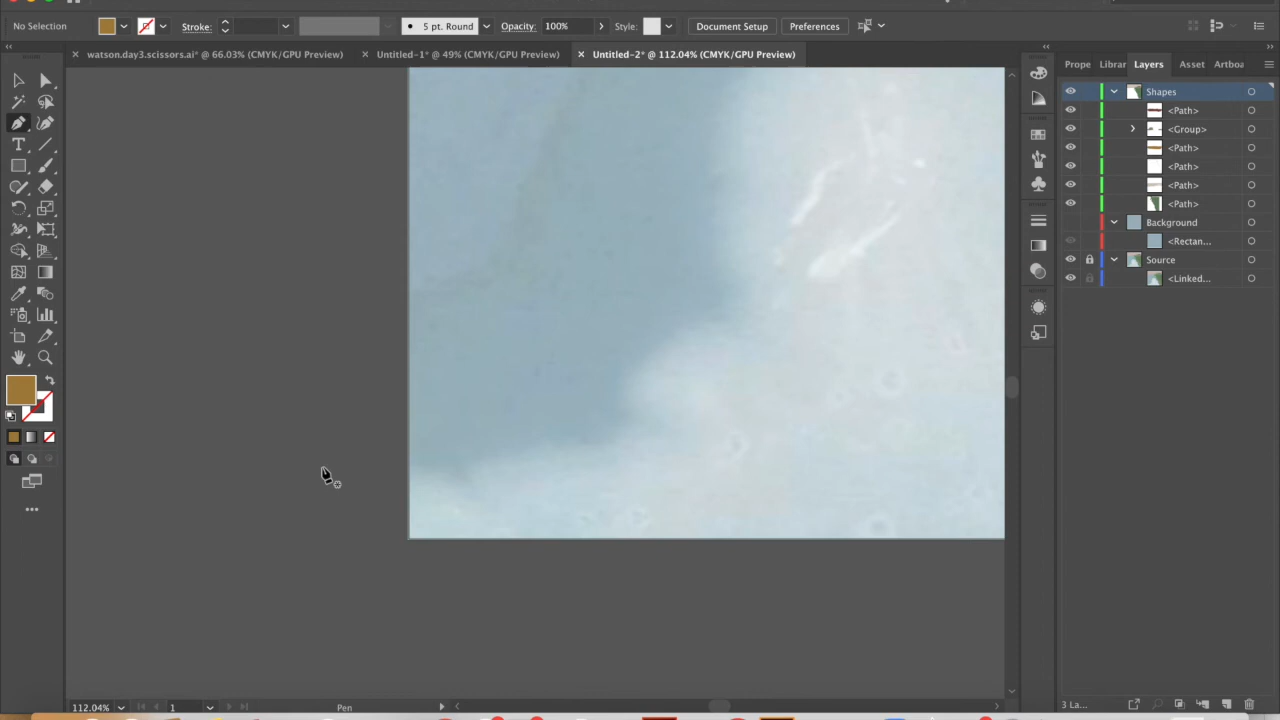 No Selection Stroke: 5 pt. Round Opacity: 100% Style: Document Setup Preferences
watson.day3.scissors.ai* @ 66.03% (CMYK/GPU Preview) Untitled-1* @ 49% (CMYK/GPU Preview) Untitled-2* @ 112.04% (CMYK/GPU Preview)
Prope Librar Layers Asset Artboa
Shapes
<Path>
<Group>
<Path>
<Path>
<Path>
<Path>
Background
<Rectan...
Source
<Linked...
112.04% 1 Pen
3 La...